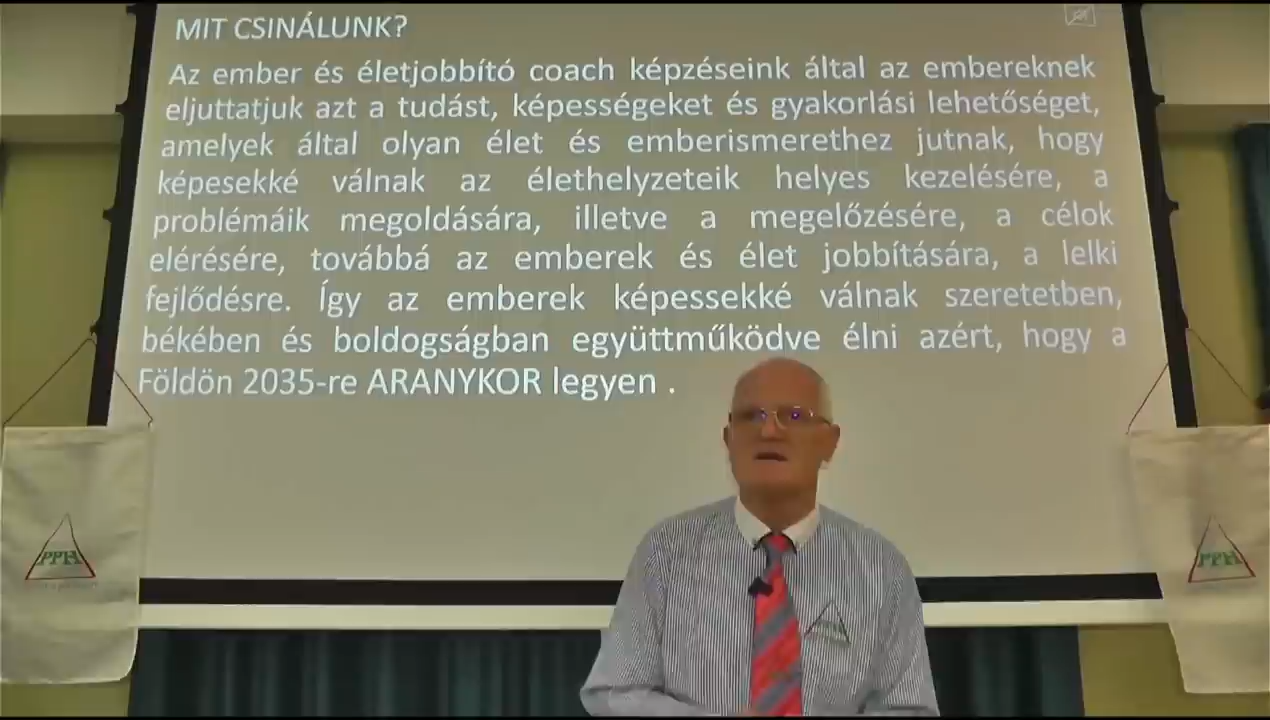 MIT CSINÁLUNK?
Az ember és életjobbító coach képzéseink által az embereknek
eljuttatjuk azt a tudást, képességeket és gyakorlási lehetőséget,
amelyek által olyan élet és emberismerethez jutnak, hogy
képesekké válnak az élethelyzeteik helyes kezelésére, a
problémáik megoldására, illetve a megelőzésére, a célok
elérésére, továbbá az emberek és élet jobbítására, a lelki
fejlődésre. Így az emberek képessekké válnak szeretetben,
békében és boldogságban együttműködve élni azért, hogy a
Földön 2035-re ARANYKOR legyen .
PPH
PPH
PPH